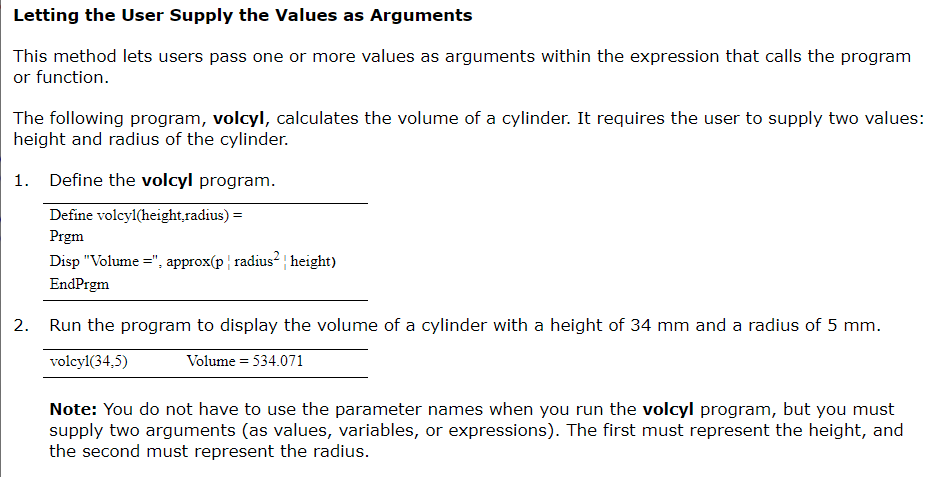 Letting the User Supply the Values as Arguments
This method lets users pass one or more values as arguments within the expression that calls the program
or function.
The following program, volcyl, calculates the volume of a cylinder. It requires the user to supply two values:
height and radius of the cylinder.
1. Define the volcyl program.
Define volcyl(height,radius) =
Prgm
Disp "Volume =", approx(p ¦ radius² ¦ height)
EndPrgm
2. Run the program to display the volume of a cylinder with a height of 34 mm and a radius of 5 mm.
volcyl(34,5) Volume = 534.071
Note: You do not have to use the parameter names when you run the volcyl program, but you must
supply two arguments (as values, variables, or expressions). The first must represent the height, and
the second must represent the radius.